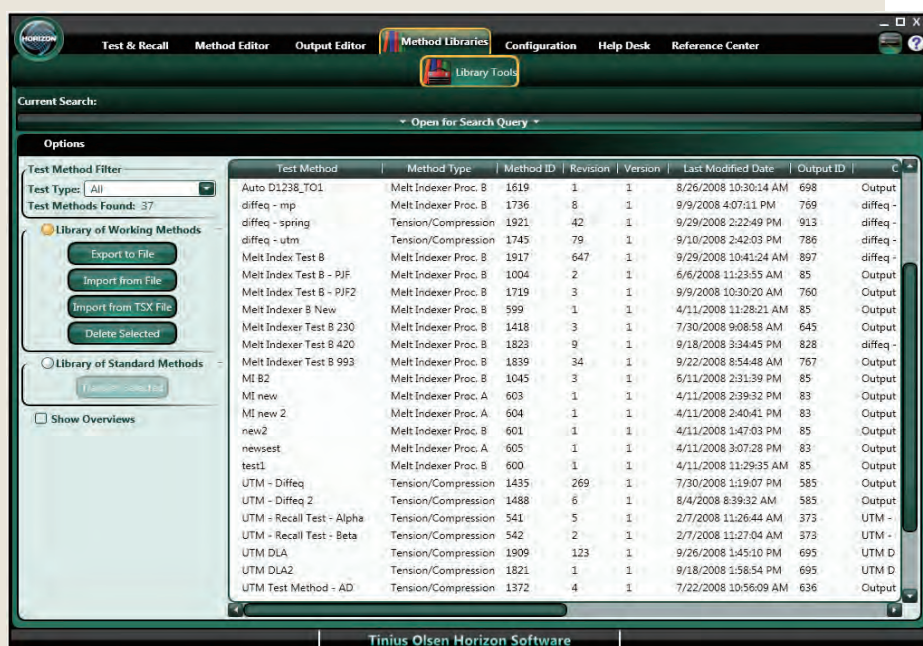 HORIZON
Test & Recall Method Editor Output Editor Method Libraries Configuration Help Desk Reference Center
Library Tools
Current Search:
Open for Search Query
Options
Test Method Filter
Test Type: All
Test Methods Found: 37
Library of Working Methods
Export to File
Import from File
Import from TSX File
Delete Selected
Library of Standard Methods
Show Overviews
Test Method Method Type Method ID Revision Version Last Modified Date Output ID C
Auto D1238_TO1 Melt Indexer Proc. B 1619 1 1 8/26/2008 10:30:14 AM 698 Output
diffeq - mp Melt Indexer Proc. B 1736 8 1 9/9/2008 4:07:11 PM 769 diffeq -
diffeq - spring Tension/Compression 1921 42 1 9/29/2008 2:22:49 PM 913 diffeq -
diffeq - utm Tension/Compression 1745 79 1 9/10/2008 2:42:03 PM 786 diffeq -
Melt Index Test B Melt Indexer Proc. B 1917 647 1 9/29/2008 10:41:24 AM 897 diffeq -
Melt Index Test B - PJF Melt Indexer Proc. B 1004 2 1 6/6/2008 11:23:55 AM 85 Output
Melt Index Test B - PJF2 Melt Indexer Proc. B 1719 3 1 9/9/2008 10:30:20 AM 760 Output
Melt Indexer B New Melt Indexer Proc. B 599 1 1 4/11/2008 11:28:21 AM 85 Output
Melt Indexer Test B 230 Melt Indexer Proc. B 1418 3 1 7/30/2008 9:08:58 AM 645 Output
Melt Indexer Test B 420 Melt Indexer Proc. B 1823 9 1 9/18/2008 3:34:45 PM 828 diffeq -
Melt Indexer Test B 993 Melt Indexer Proc. B 1839 34 1 9/22/2008 8:54:48 AM 767 Output
MI B2 Melt Indexer Proc. B 1045 3 1 6/11/2008 2:31:39 PM 85 Output
MI new Melt Indexer Proc. A 603 1 1 4/11/2008 2:39:32 PM 83 Output
MI new 2 Melt Indexer Proc. A 604 1 1 4/11/2008 2:40:41 PM 83 Output
new2 Melt Indexer Proc. B 601 1 1 4/11/2008 1:47:03 PM 85 Output
newsest Melt Indexer Proc. A 605 1 1 4/11/2008 3:07:28 PM 83 Output
test1 Melt Indexer Proc. B 600 1 1 4/11/2008 11:29:35 AM 85 Output
UTM - Diffeq Tension/Compression 1435 269 1 7/30/2008 1:19:07 PM 585 Output
UTM - Diffeq 2 Tension/Compression 1488 6 1 8/4/2008 8:39:32 AM 585 Output
UTM - Recall Test - Alpha Tension/Compression 541 5 1 2/7/2008 11:26:44 AM 373 UTM -
UTM - Recall Test - Beta Tension/Compression 542 2 1 2/7/2008 11:27:04 AM 373 UTM -
UTM DLA Tension/Compression 1909 123 1 9/26/2008 1:45:10 PM 695 UTM D
UTM DLA2 Tension/Compression 1821 1 1 9/18/2008 1:58:54 PM 695 UTM D
UTM Test Method - AD Tension/Compression 1372 4 1 7/22/2008 10:56:09 AM 636 Output
Tinius Olsen Horizon Software